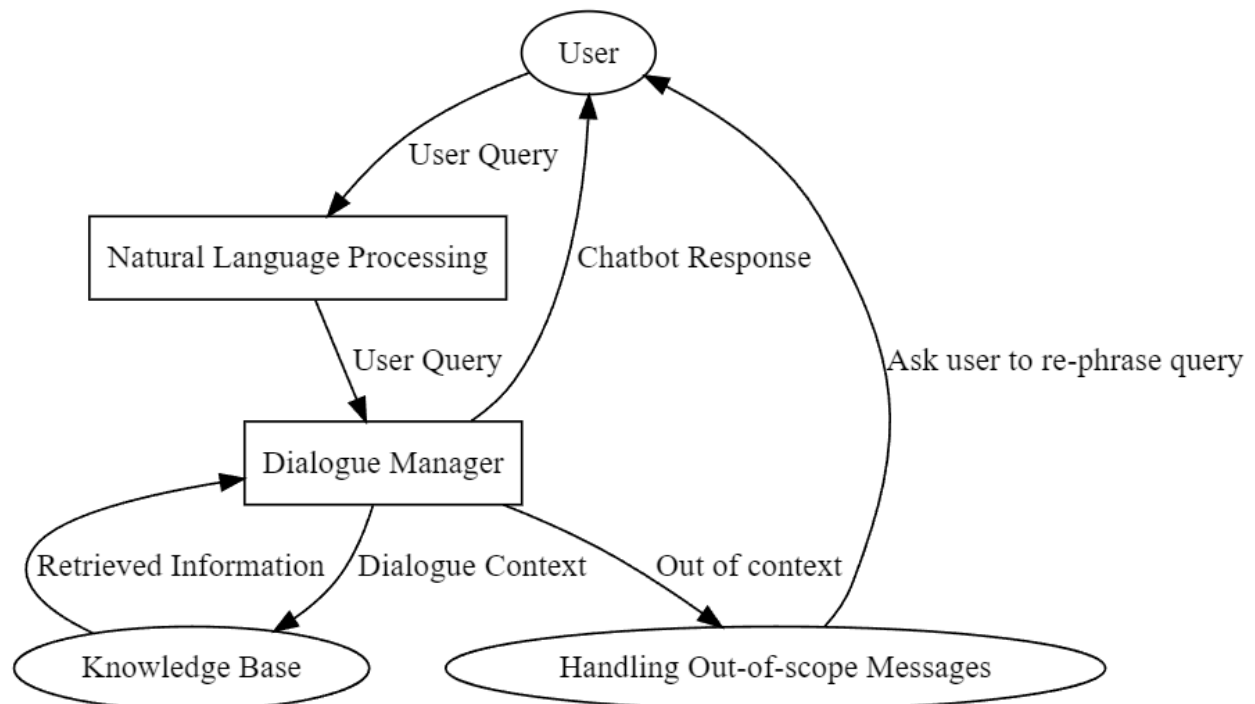 User
User Query
Natural Language Processing
Chatbot Response
User Query
Ask user to re-phrase query
Dialogue Manager
Retrieved Information
Dialogue Context
Out of context
Knowledge Base
Handling Out-of-scope Messages